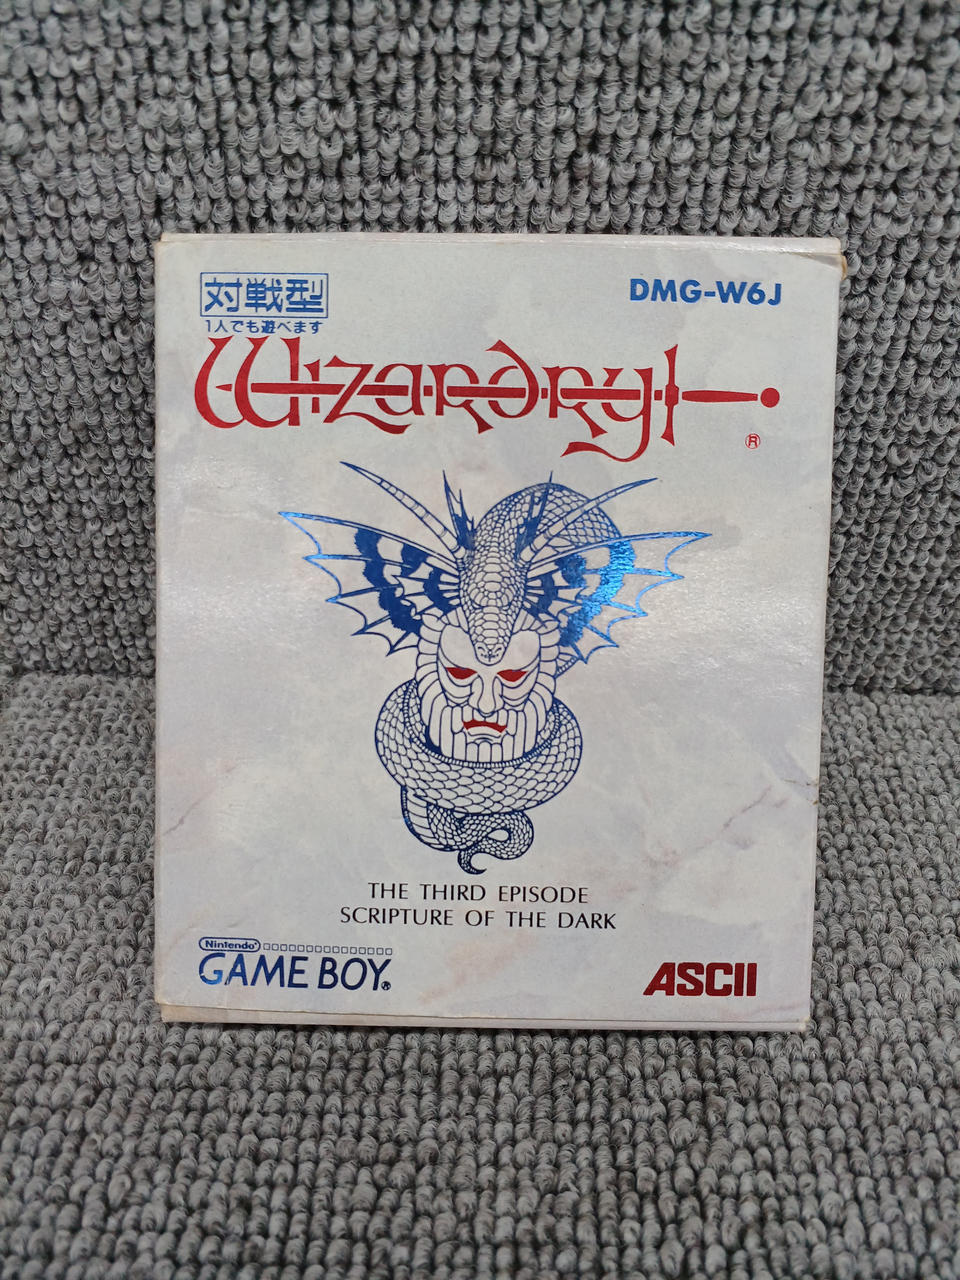 対戦型
1人でも遊べます
DMG-W6J
Wizardry
®
THE THIRD EPISODE
SCRIPTURE OF THE DARK
Nintendo®
GAME BOY®
ASCII